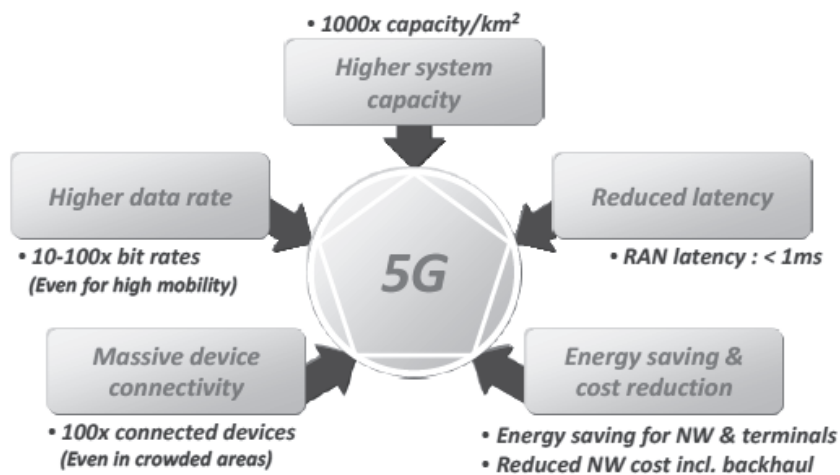 • 1000x capacity/km²
Higher system
capacity
Higher data rate
• 10-100x bit rates
(Even for high mobility)
Reduced latency
• RAN latency : < 1ms
5G
Massive device
connectivity
• 100x connected devices
(Even in crowded areas)
Energy saving &
cost reduction
• Energy saving for NW & terminals
• Reduced NW cost incl. backhaul